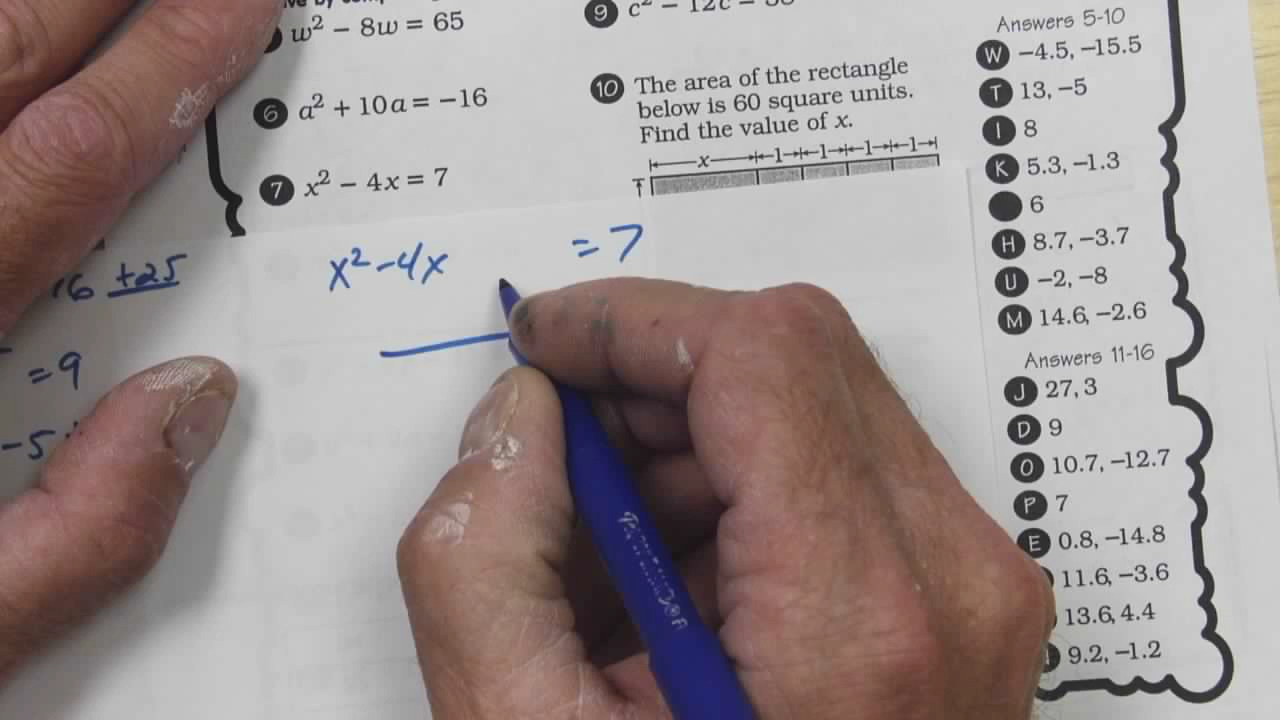 w² − 8w = 65
6 a² + 10a = −16
7 x² − 4x = 7
9 c² − 12c =
10 The area of the rectangle
below is 60 square units.
Find the value of x.
x 1 1 1 1
x² - 4x = 7
16 +25
= 9
-5
Answers 5-10
W −4.5, −15.5
T 13, −5
I 8
K 5.3, −1.3
6
H 8.7, −3.7
U −2, −8
M 14.6, −2.6
Answers 11-16
J 27, 3
D 9
O 10.7, −12.7
P 7
E 0.8, −14.8
11.6, −3.6
13.6, 4.4
9.2, −1.2